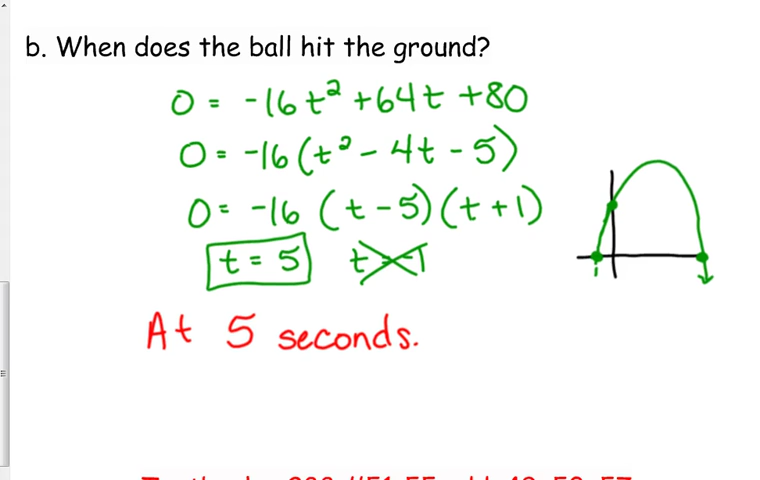 b. When does the ball hit the ground?
0 = -16t² + 64t + 80
0 = -16(t² - 4t - 5)
0 = -16 (t - 5)(t + 1)
t = 5 t = -1
At 5 seconds.